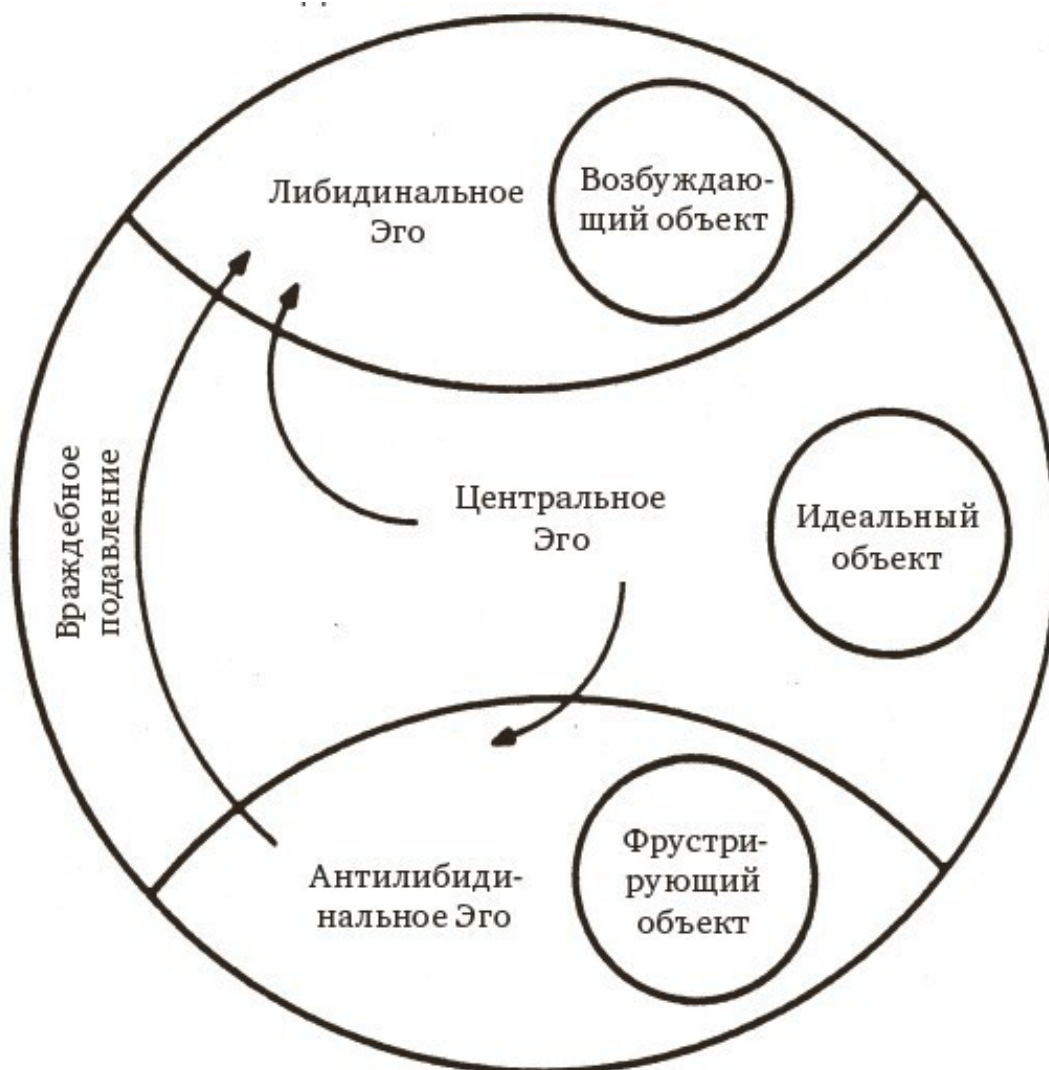 Либидинальное
Эго
Возбуждаю-
щий объект
Враждебное
подавление
Центральное
Эго
Идеальный
объект
Антилибиди-
нальное Эго
Фрустри-
рующий
объект